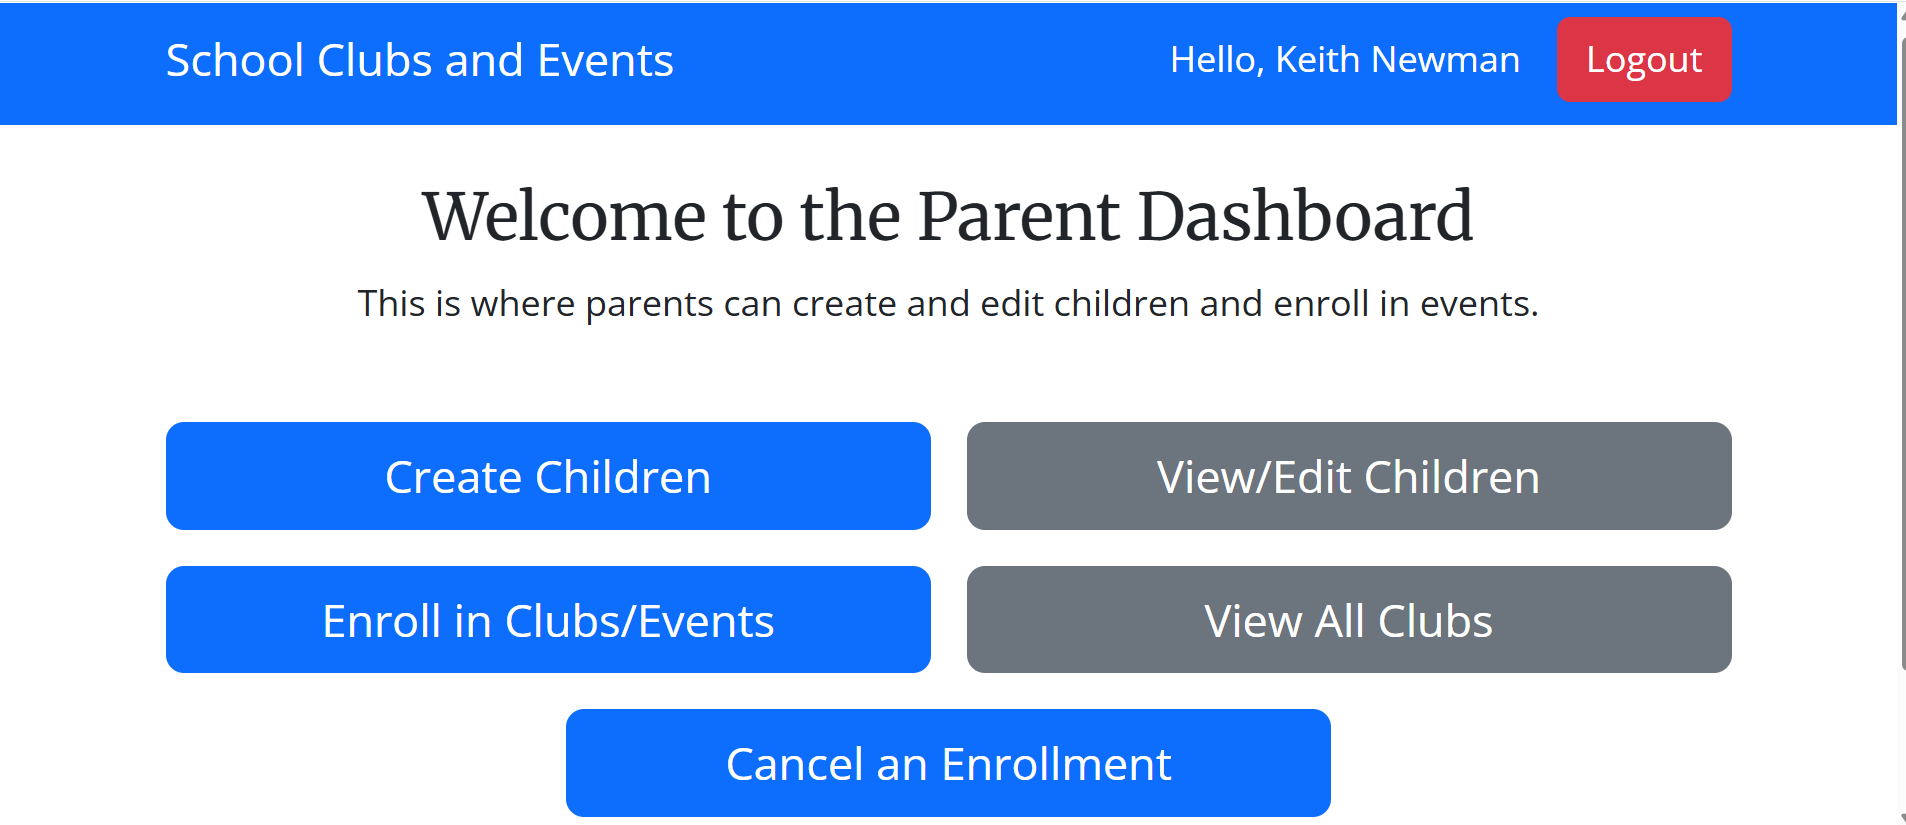 School Clubs and Events
Hello, Keith Newman
Logout
Welcome to the Parent Dashboard
This is where parents can create and edit children and enroll in events.
Create Children
View/Edit Children
Enroll in Clubs/Events
View All Clubs
Cancel an Enrollment